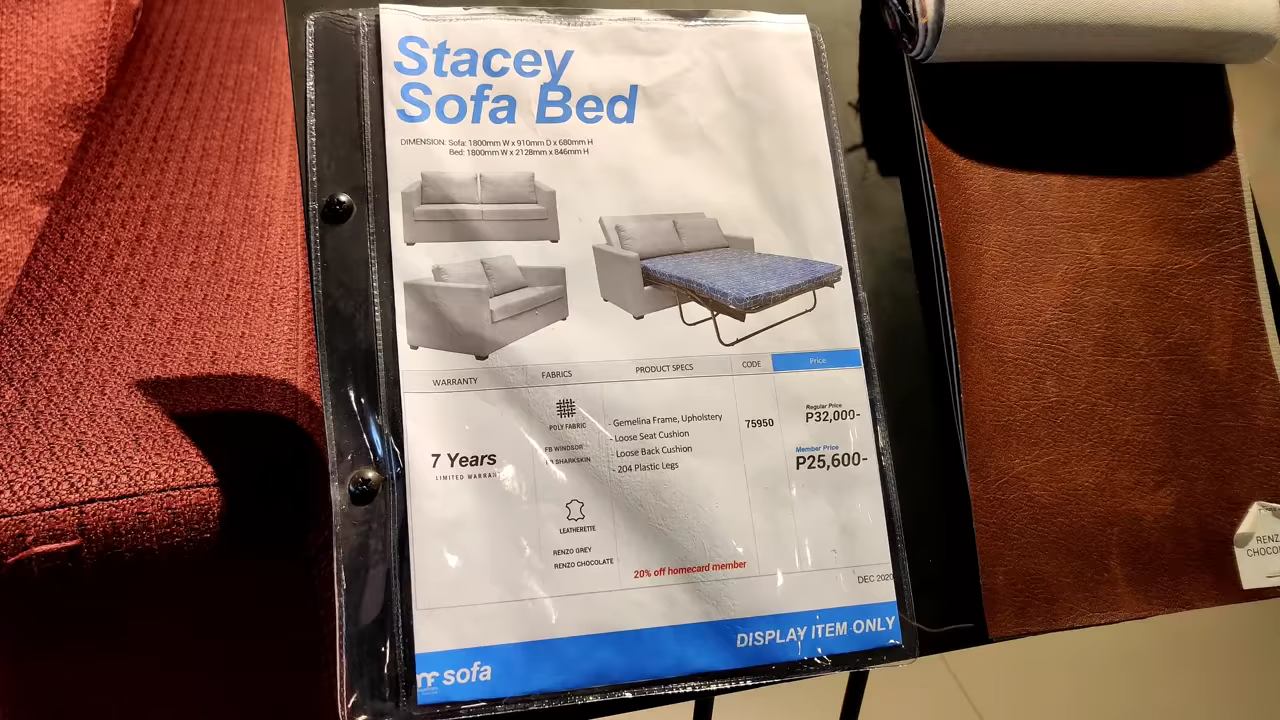 Stacey
Sofa Bed
DIMENSION: Sofa: 1800mm W x 910mm D x 680mm H
Bed: 1800mm W x 2128mm x 846mm H
WARRANTY FABRICS PRODUCT SPECS CODE Price
7 Years
LIMITED WARRAN
POLY FABRIC
FB WINDSOR
SHARKSKIN
LEATHERETTE
RENZO GREY
RENZO CHOCOLATE
- Gemelina Frame, Upholstery
- Loose Seat Cushion
- Loose Back Cushion
- 204 Plastic Legs
75950
Regular Price
P32,000-
Member Price
P25,600-
20% off homecard member
DEC 2020
DISPLAY ITEM ONLY
sofa
RENZ
CHOCO